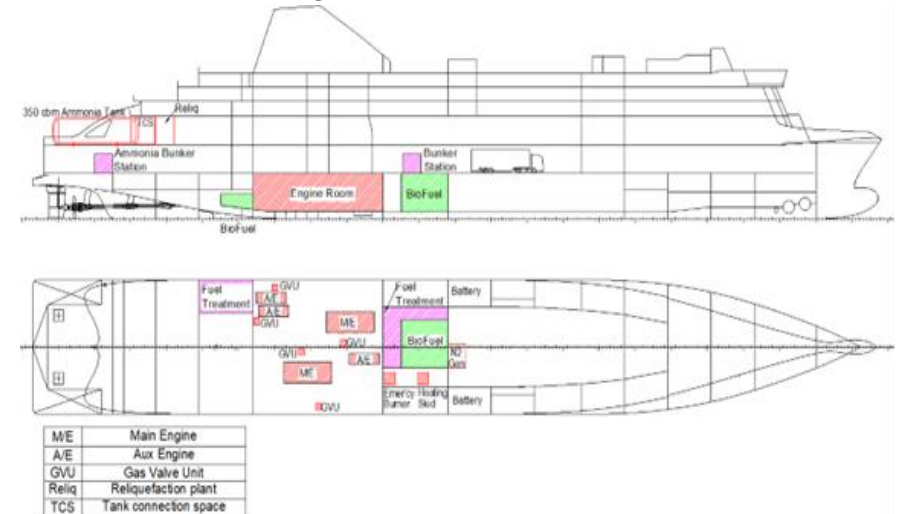 350 cbm Ammonia Tank
TCS
Reliq
Ammonia Bunker
Station
Bunker
Station
Engine Room
BioFuel
BioFuel
Fuel
Treatment
GVU
A/E
A/E
GVU
M/E
GVU
GVU
A/E
M/E
GVU
Fuel
Treatment
Battery
BioFuel
N2
Gen
Emergy
Burner
Heating
Skid
Battery
M/E Main Engine
A/E Aux Engine
GVU Gas Valve Unit
Reliq Reliquefaction plant
TCS Tank connection space